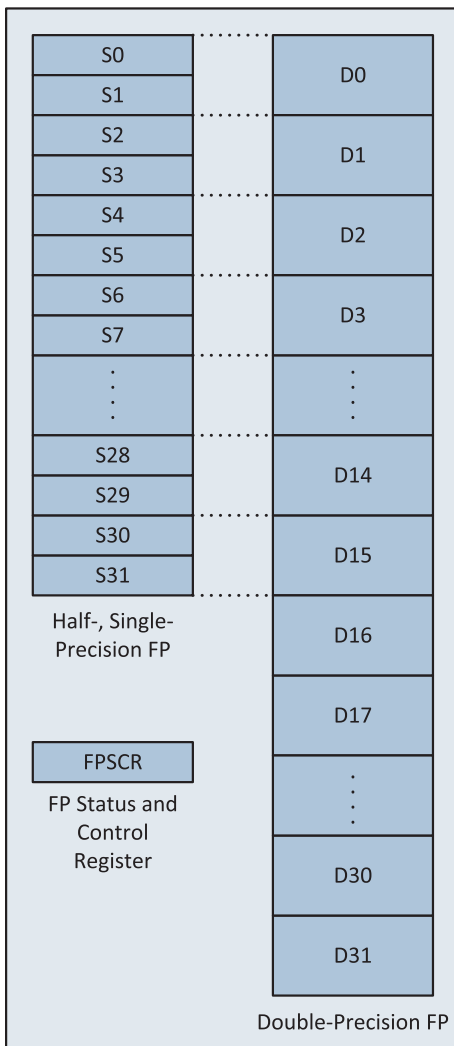 S0
S1
S2
S3
S4
S5
S6
S7
S28
S29
S30
S31
Half-, Single-
Precision FP
FPSCR
FP Status and
Control
Register
D0
D1
D2
D3
D14
D15
D16
D17
D30
D31
Double-Precision FP